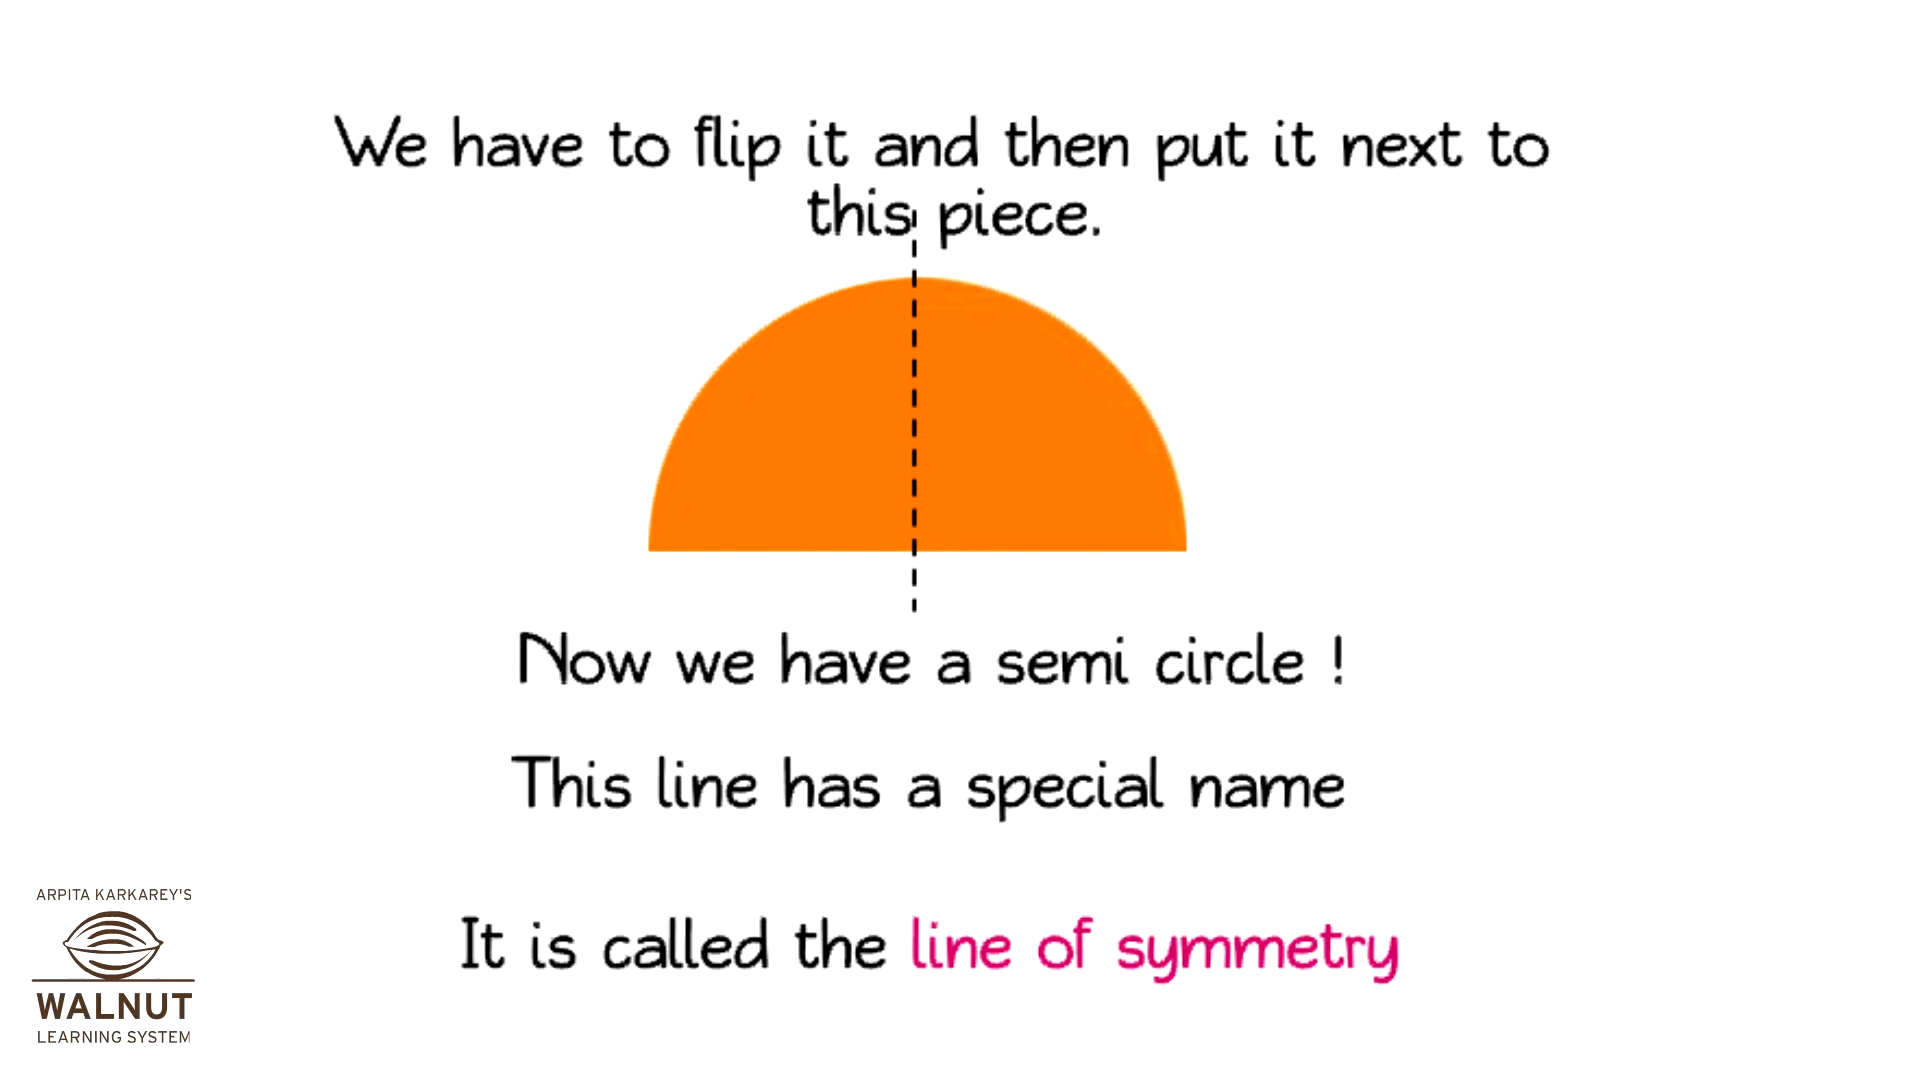 We have to flip it and then put it next to
this piece.
Now we have a semi circle !
This line has a special name
It is called the line of symmetry
ARPITA KARKAREY'S
WALNUT
LEARNING SYSTEM